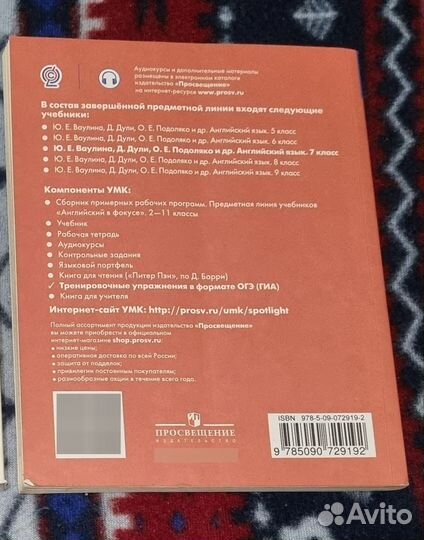 Аудиокурсы и дополнительные материалы
размещены в электронном каталоге
издательства «Просвещение»
на интернет-ресурсе www.prosv.ru
В состав завершённой предметной линии входят следующие
учебники:
• Ю. Е. Ваулина, Д. Дули, О. Е. Подоляко и др. Английский язык. 5 класс
• Ю. Е. Ваулина, Д. Дули, О. Е. Подоляко и др. Английский язык. 6 класс
• Ю. Е. Ваулина, Д. Дули, О. Е. Подоляко и др. Английский язык. 7 класс
• Ю. Е. Ваулина, Д. Дули, О. Е. Подоляко и др. Английский язык. 8 класс
• Ю. Е. Ваулина, Д. Дули, О. Е. Подоляко и др. Английский язык. 9 класс
Компоненты УМК:
• Сборник примерных рабочих программ. Предметная линия учебников
«Английский в фокусе». 2—11 классы
• Учебник
• Рабочая тетрадь
• Аудиокурсы
• Контрольные задания
• Языковой портфель
• Книга для чтения («Питер Пэн», по Д. Барри)
✓ Тренировочные упражнения в формате ОГЭ (ГИА)
• Книга для учителя
Интернет-сайт УМК: http://prosv.ru/umk/spotlight
Полный ассортимент продукции издательства «Просвещение»
вы можете приобрести в официальном
интернет-магазине shop.prosv.ru:
• низкие цены;
• оперативная доставка по всей России;
• защита от подделок;
• привилегии постоянным покупателям;
• разнообразные акции в течение всего года.
ПРОСВЕЩЕНИЕ
ИЗДАТЕЛЬСТВО
ISBN 978-5-09-072919-2
9 785090 729192
Avito